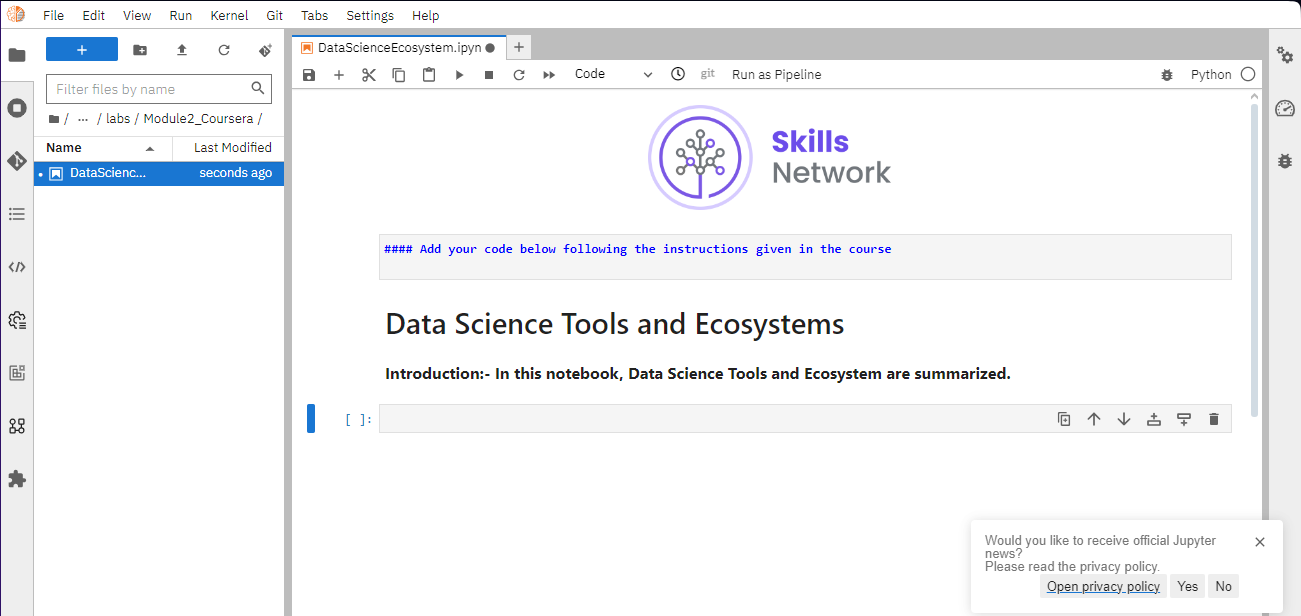 File Edit View Run Kernel Git Tabs Settings Help
DataScienceEcosystem.ipyn
Filter files by name
Code
git
Run as Pipeline
Python
/ ... / labs / Module2_Coursera /
Name
Last Modified
DataScienc...
seconds ago
Skills
Network
#### Add your code below following the instructions given in the course
Data Science Tools and Ecosystems
Introduction:- In this notebook, Data Science Tools and Ecosystem are summarized.
[ ]:
Would you like to receive official Jupyter
news?
Please read the privacy policy.
Open privacy policy
Yes
No